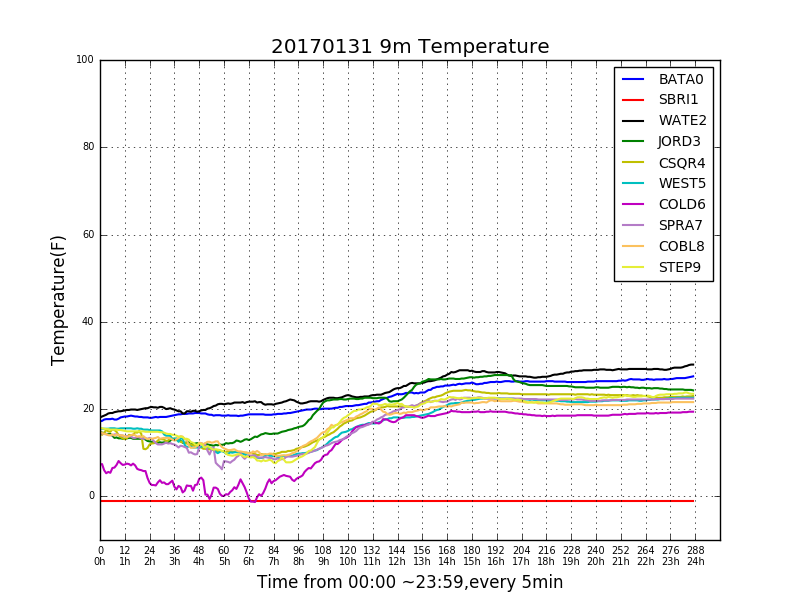 20170131 9m Temperature
100
80
60
40
20
0
Temperature(F)
BATA0
SBRI1
WATE2
JORD3
CSQR4
WEST5
COLD6
SPRA7
COBL8
STEP9
0 12 24 36 48 60 72 84 96 108 120 132 144 156 168 180 192 204 216 228 240 252 264 276 288
0h 1h 2h 3h 4h 5h 6h 7h 8h 9h 10h 11h 12h 13h 14h 15h 16h 17h 18h 19h 20h 21h 22h 23h 24h
Time from 00:00 ~23:59,every 5min